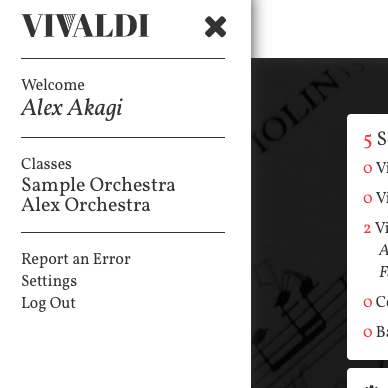 VIVALDI
Welcome
Alex Akagi
Classes
Sample Orchestra
Alex Orchestra
Report an Error
Settings
Log Out
VIOLIN
5 S
0 Vi
0 Vi
2 Vi
A
F
0 C
0 Ba